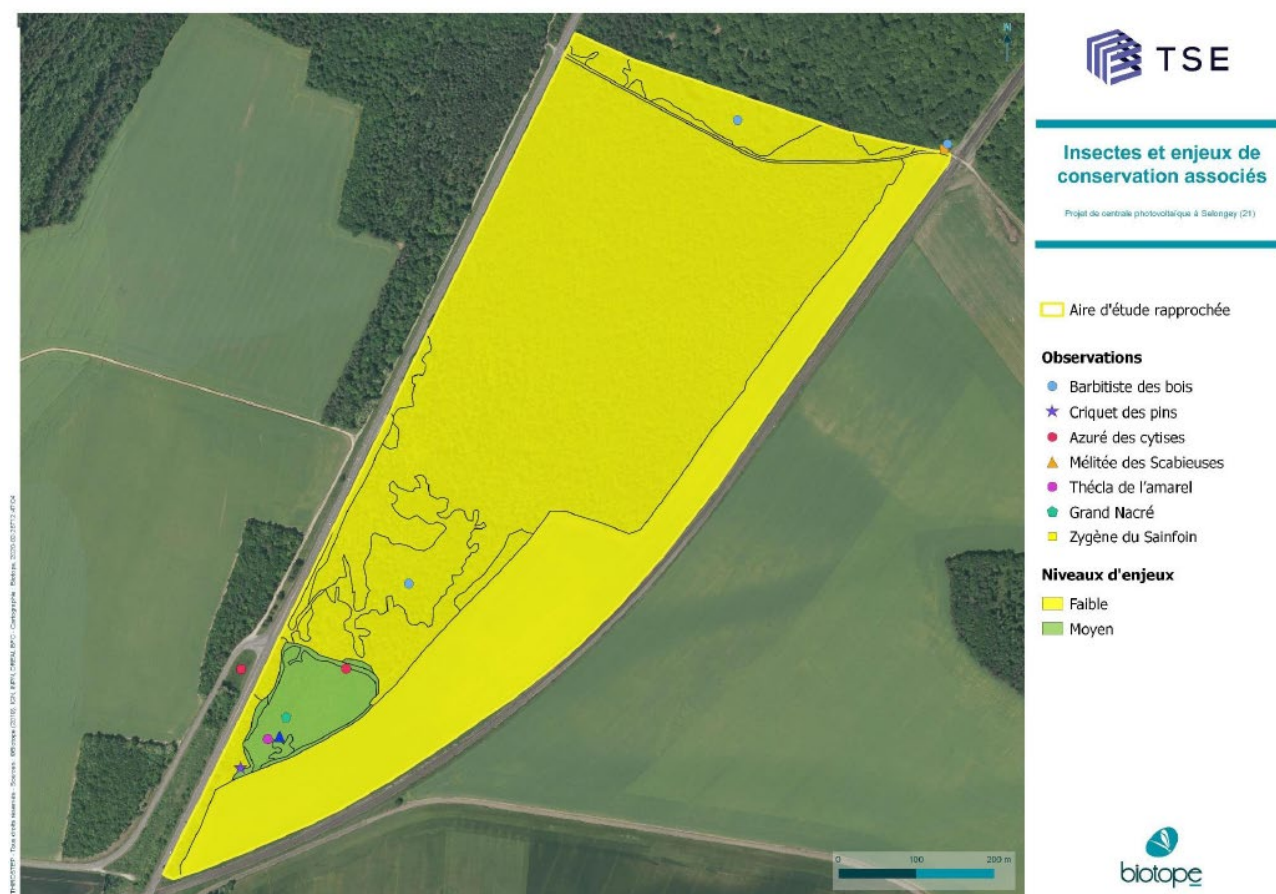 N
TSE
Insectes et enjeux de
conservation associés
Projet de centrale photovoltaïque à Selongey (21)
Aire d'étude rapprochée
Observations
Barbitiste des bois
Criquet des pins
Azuré des cytises
Mélitée des Scabieuses
Thécla de l'amarel
Grand Nacré
Zygène du Sainfoin
Niveaux d'enjeux
Faible
Moyen
0 100 200 m
biotope